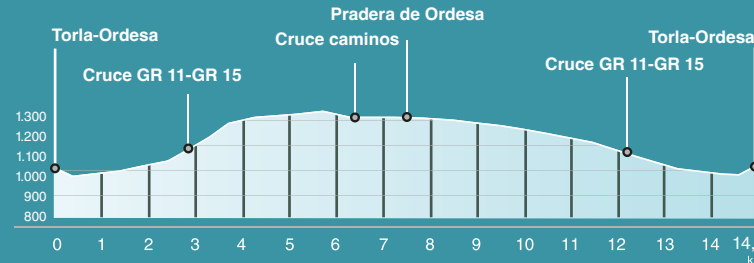 Pradera de Ordesa
Torla-Ordesa
Cruce caminos
Torla-Ordesa
Cruce GR 11-GR 15
Cruce GR 11-GR 15
1.300
1.200
1.100
1.000
900
800
0 1 2 3 4 5 6 7 8 9 10 11 12 13 14 14,